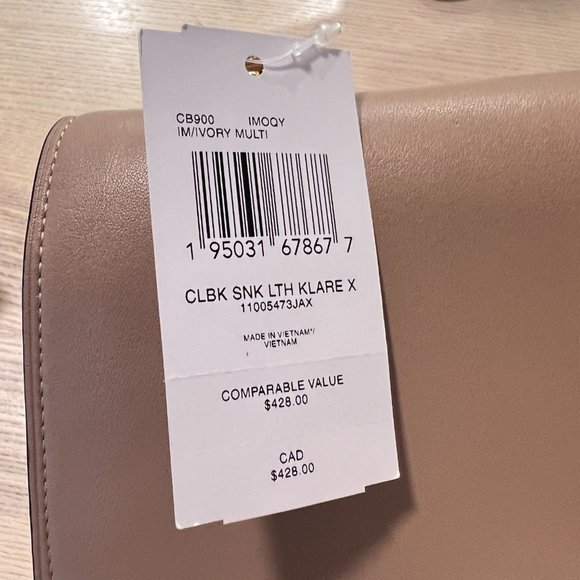 CB900 IMOQY
IM/IVORY MULTI
1 95031 67867 7
CLBK SNK LTH KLARE X
11005473JAX
MADE IN VIETNAM*/
VIETNAM
COMPARABLE VALUE
$428.00
CAD
$428.00